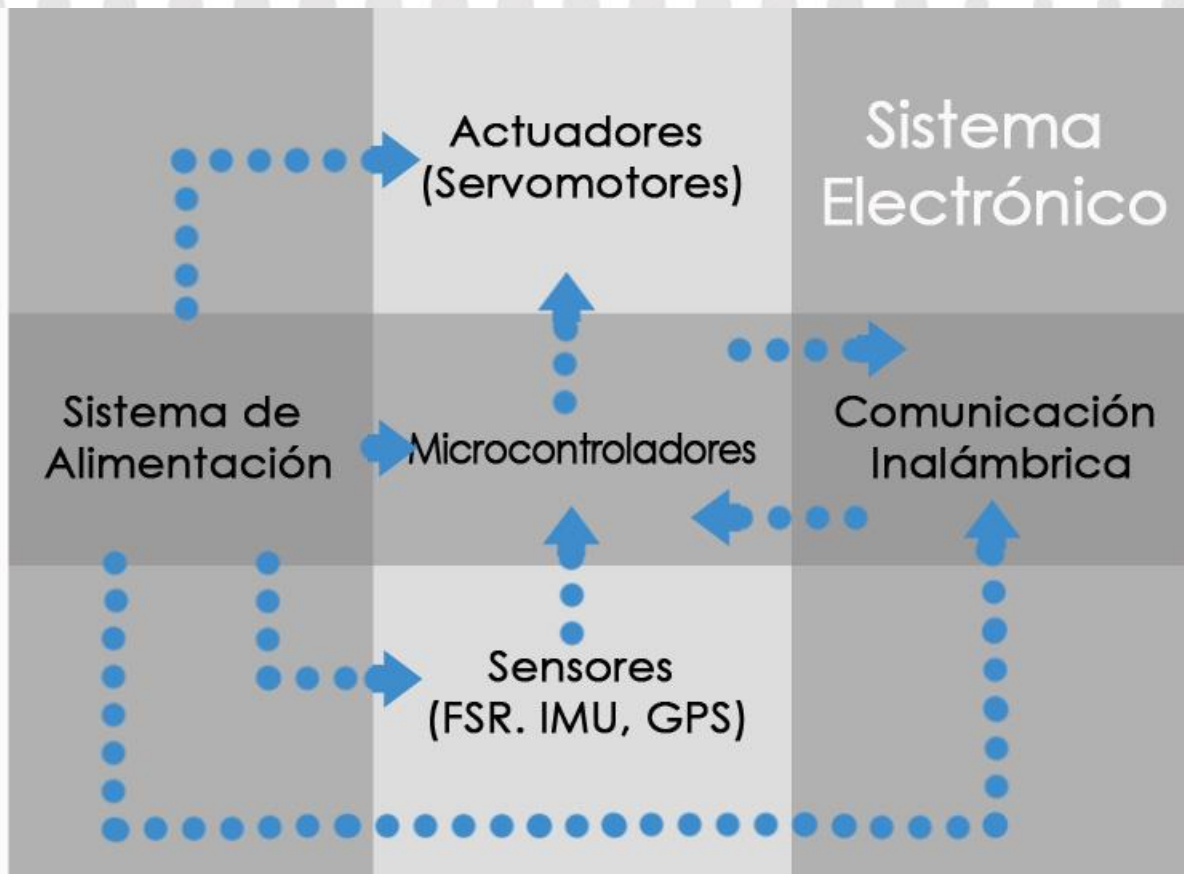 Actuadores
(Servomotores)
Sistema
Electrónico
Sistema de
Alimentación
Microcontroladores
Comunicación
Inalámbrica
Sensores
(FSR. IMU, GPS)